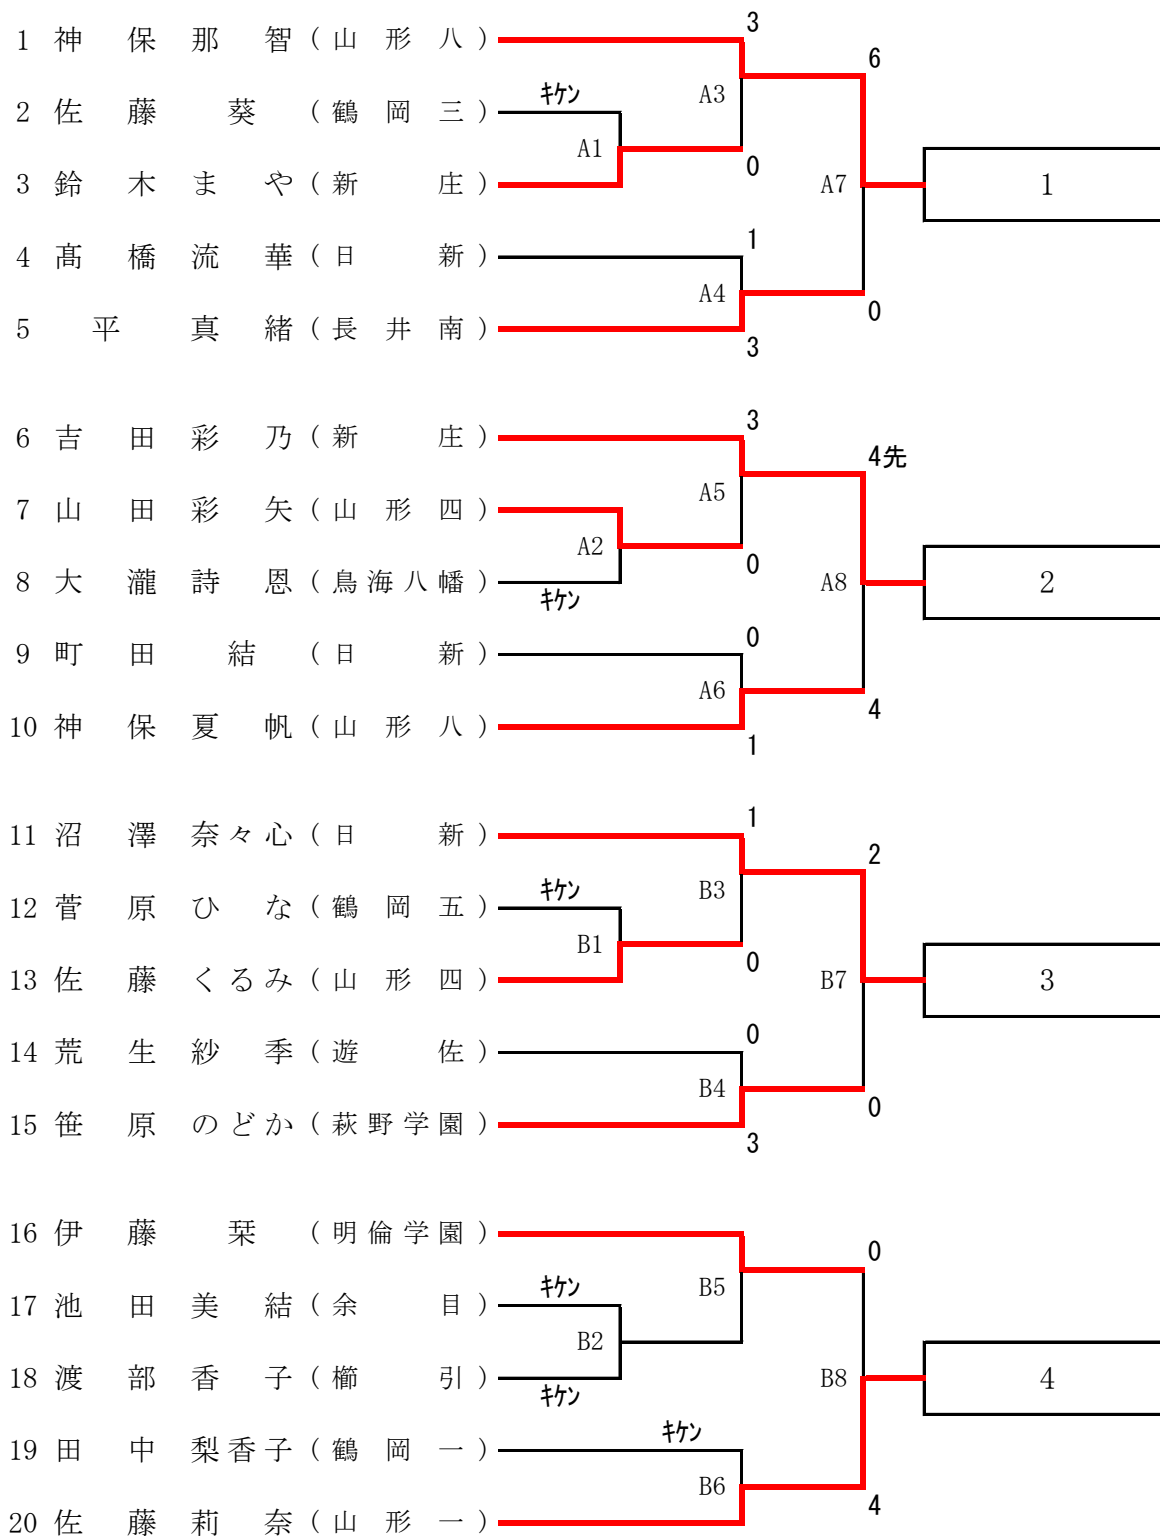 3
1 神保那智(山形八)
6
キケン
A3
2 佐藤葵(鶴岡三)
A1
0
3 鈴木まや(新庄)
A7
1
1
4 髙橋流華(日新)
A4
0
5 平真緒(長井南)
3
3
6 吉田彩乃(新庄)
4先
A5
7 山田彩矢(山形四)
A2
0
8 大瀧詩恩(鳥海八幡)
A8
2
キケン
0
9 町田結(日新)
A6
4
10 神保夏帆(山形八)
1
1
11 沼澤奈々心(日新)
2
キケン
B3
12 菅原ひな(鶴岡五)
B1
0
13 佐藤くるみ(山形四)
B7
3
0
14 荒生紗季(遊佐)
B4
0
15 笹原のどか(萩野学園)
3
16 伊藤栞(明倫学園)
0
キケン
B5
17 池田美結(余目)
B2
18 渡部香子(櫛引)
B8
4
キケン
キケン
19 田中梨香子(鶴岡一)
B6
4
20 佐藤莉奈(山形一)